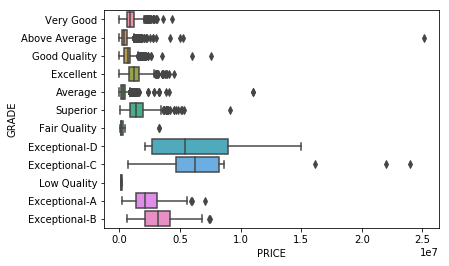 Very Good
Above Average
Good Quality
Excellent
Average
Superior
Fair Quality
Exceptional-D
Exceptional-C
Low Quality
Exceptional-A
Exceptional-B
GRADE
0.0 0.5 1.0 1.5 2.0 2.5
1e7
PRICE